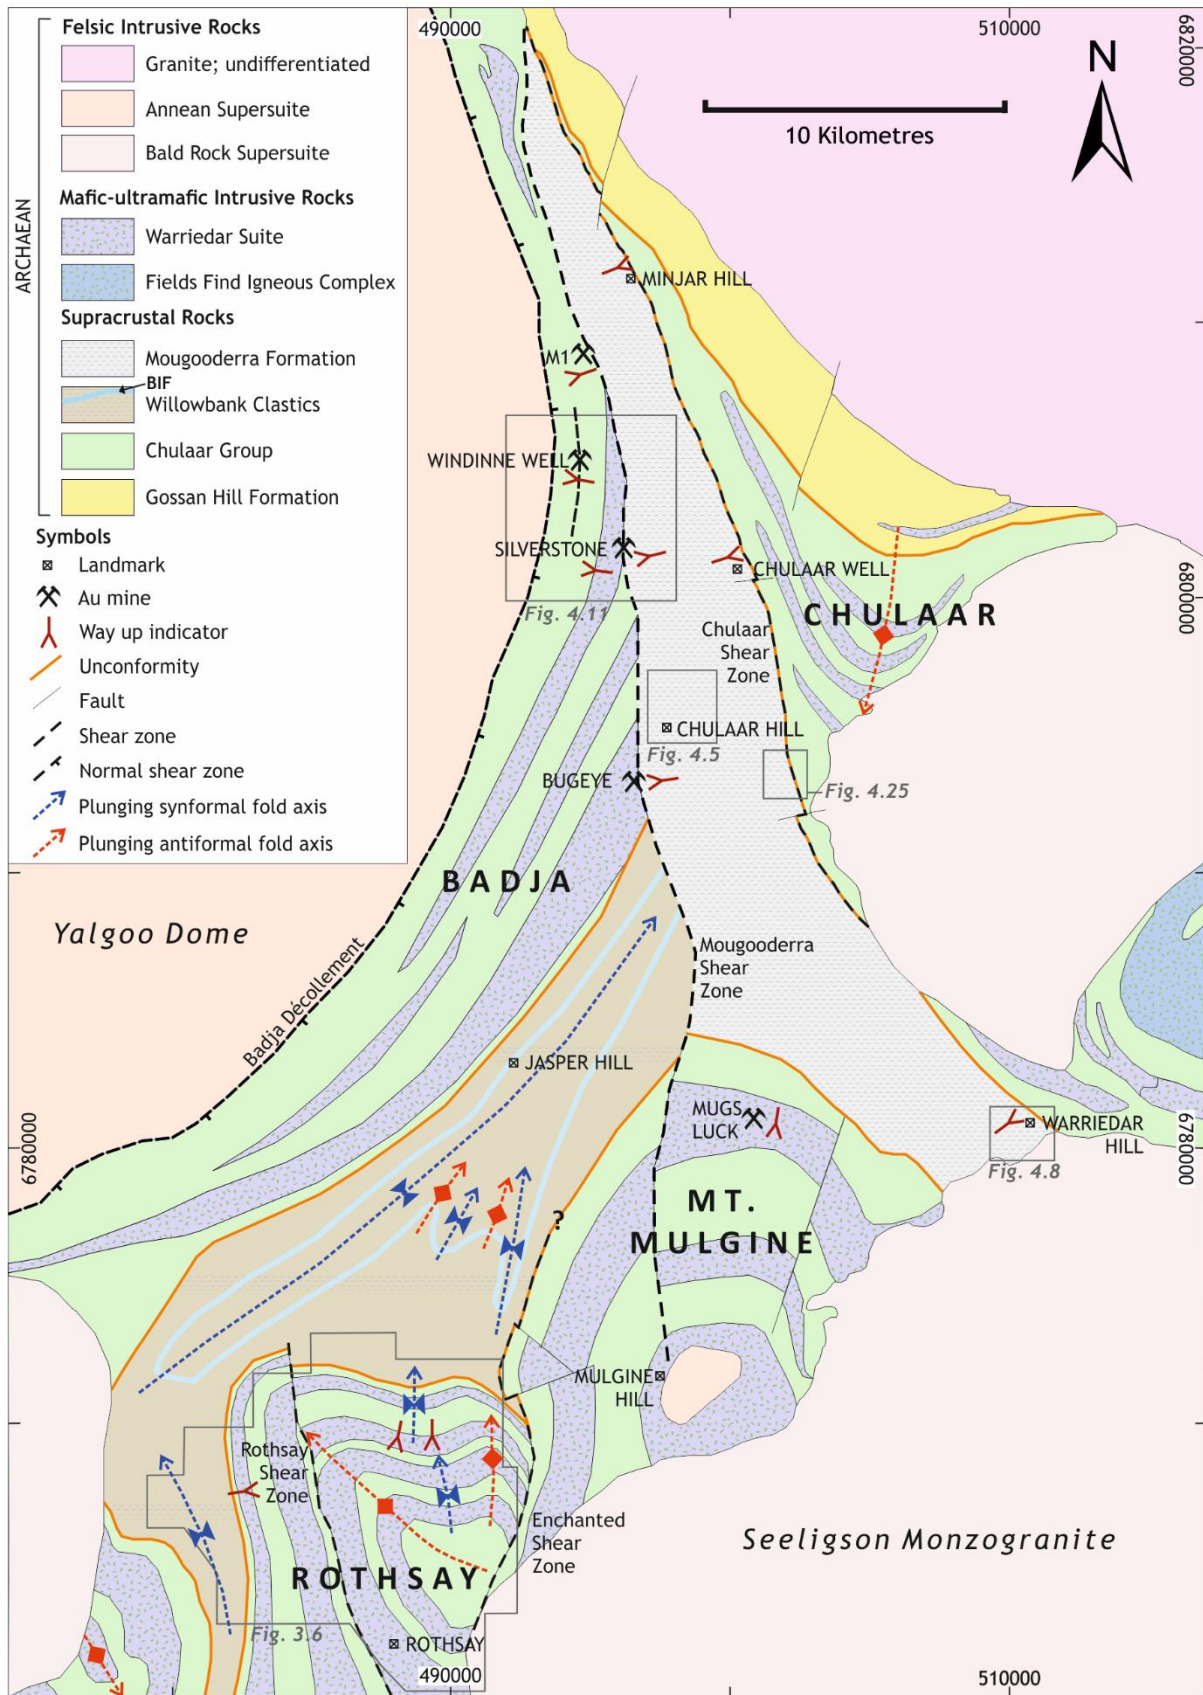 Felsic Intrusive Rocks
Granite; undifferentiated
Annean Supersuite
Bald Rock Supersuite
Mafic-ultramafic Intrusive Rocks
Warriedar Suite
Fields Find Igneous Complex
Supracrustal Rocks
Mougooderra Formation
BIF
Willowbank Clastics
Chulaar Group
Gossan Hill Formation
ARCHAEAN
Symbols
Landmark
Au mine
Way up indicator
Unconformity
Fault
Shear zone
Normal shear zone
Plunging synformal fold axis
Plunging antiformal fold axis
490000
510000
6820000
N
10 Kilometres
MINJAR HILL
M1
WINDINNE WELL
SILVERSTONE
Fig. 4.11
CHULAAR WELL
CHULAAR
6800000
Chulaar
Shear
Zone
CHULAAR HILL
Fig. 4.5
BUGEYE
Fig. 4.25
BADJA
Yalgoo Dome
Badja Décollement
Mougooderra
Shear
Zone
JASPER HILL
MUGS
LUCK
WARRIEDAR
HILL
Fig. 4.8
6780000
6780000
MT.
MULGINE
?
MULGINE
HILL
Rothsay
Shear
Zone
Enchanted
Shear
Zone
Seeligson Monzogranite
ROTHSAY
Fig. 3.6
ROTHSAY
490000
510000